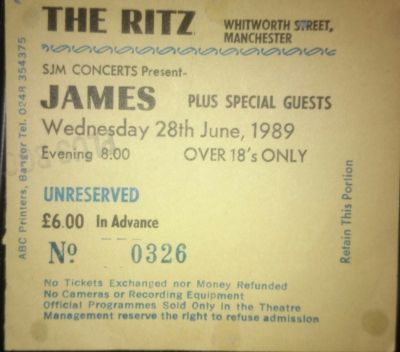 THE RITZ
WHITWORTH STREET,
MANCHESTER
SJM CONCERTS Present-
JAMES PLUS SPECIAL GUESTS
Wednesday 28th June, 1989
Evening 8.00 OVER 18's ONLY
UNRESERVED
£6.00 In Advance
No. 0326
No Tickets Exchanged nor Money Refunded
No Cameras or Recording Equipment
Official Programmes Sold Only in the Theatre
Management reserve the right to refuse admission
ABC Printers, Bangor Tel. 0248 354375
Retain This Portion